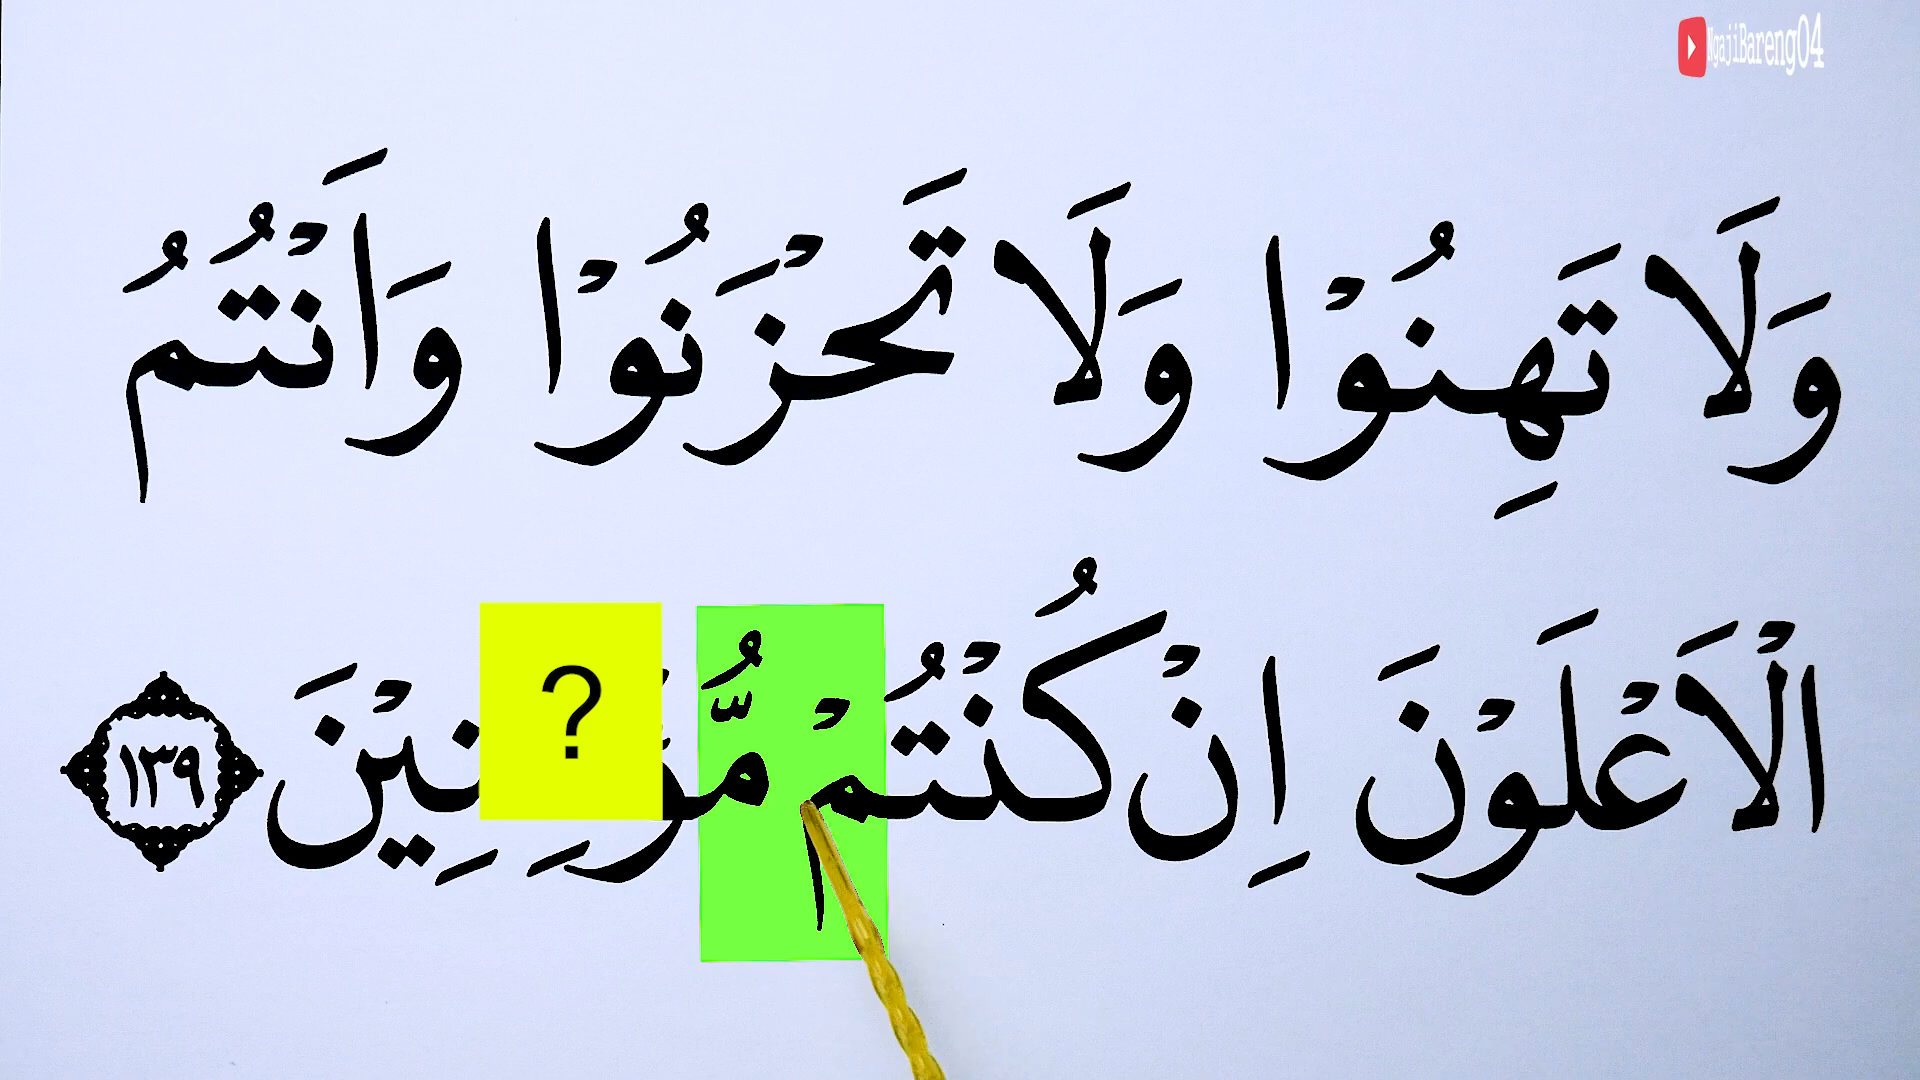 NgajiBareng04
وَلَا تَهِنُوْا وَلَا تَحْزَنُوْا وَاَنْتُمُ
الْاَعْلَوْنَ اِنْ كُنْتُمْ مُّؤ ? نِيْنَ ١٣٩